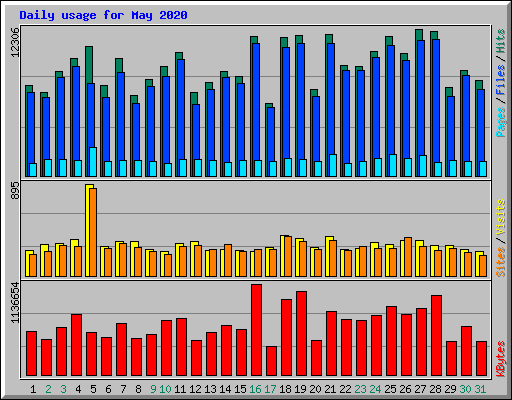 Daily usage for May 2020
12306
Pages / Files / Hits
895
Sites / Visits
1136654
KBytes
1 2 3 4 5 6 7 8 9 10 11 12 13 14 15 16 17 18 19 20 21 22 23 24 25 26 27 28 29 30 31